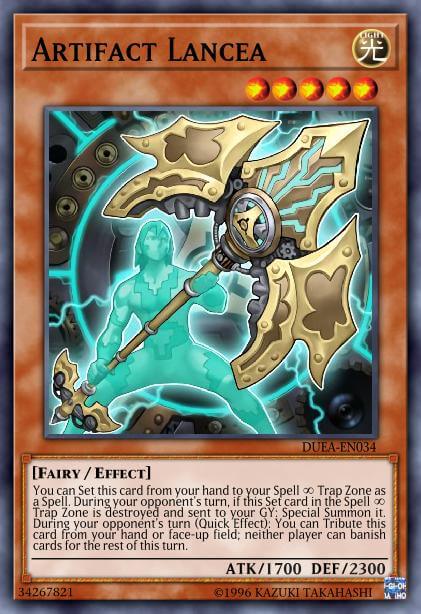 Artifact Lancea
LIGHT
光
DUEA-EN034
[Fairy / Effect]
You can Set this card from your hand to your Spell ∞ Trap Zone as
a Spell. During your opponent's turn, if this Set card in the Spell ∞
Trap Zone is destroyed and sent to your GY: Special Summon it.
During your opponent's turn (Quick Effect): You can Tribute this
card from your hand or face-up field; neither player can banish
cards for the rest of this turn.
ATK/1700 DEF/2300
34267821
©1996 KAZUKI TAKAHASHI